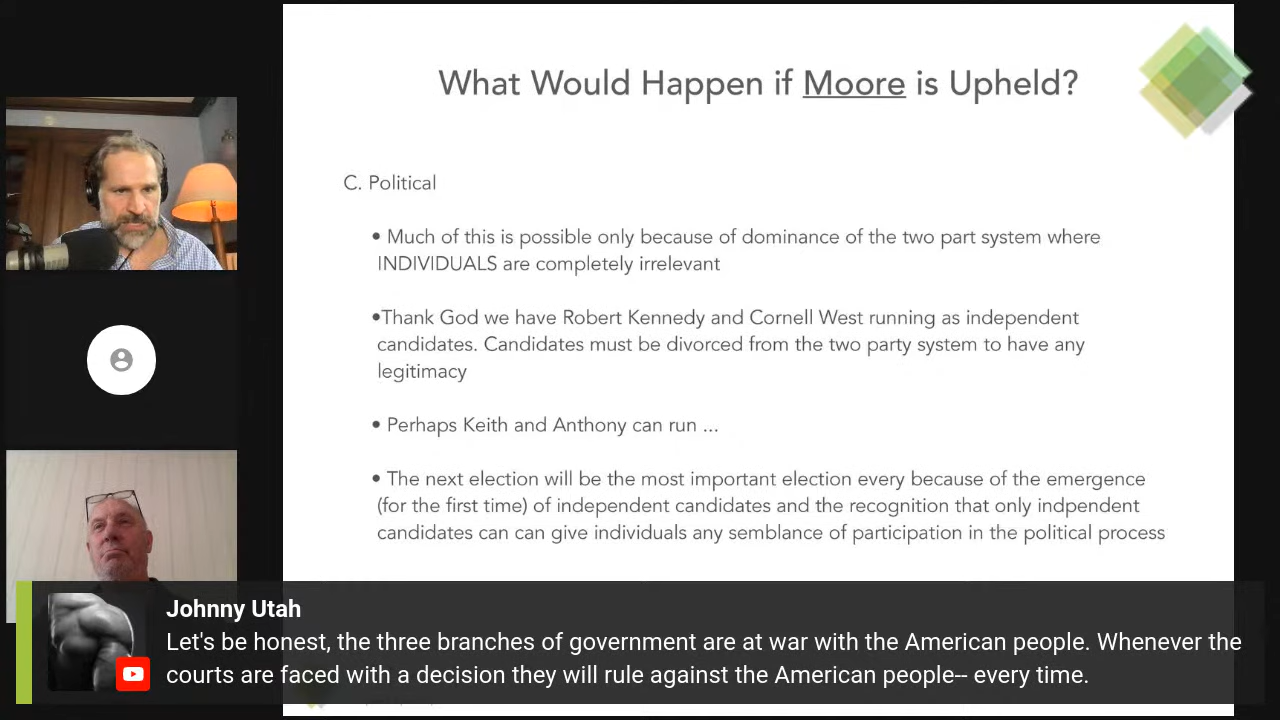 What Would Happen if Moore is Upheld?
C. Political
• Much of this is possible only because of dominance of the two part system where
INDIVIDUALS are completely irrelevant
•Thank God we have Robert Kennedy and Cornell West running as independent
candidates. Candidates must be divorced from the two party system to have any
legitimacy
• Perhaps Keith and Anthony can run ...
• The next election will be the most important election every because of the emergence
(for the first time) of independent candidates and the recognition that only indpendent
candidates can can give individuals any semblance of participation in the political process
Johnny Utah
Let's be honest, the three branches of government are at war with the American people. Whenever the
courts are faced with a decision they will rule against the American people-- every time.